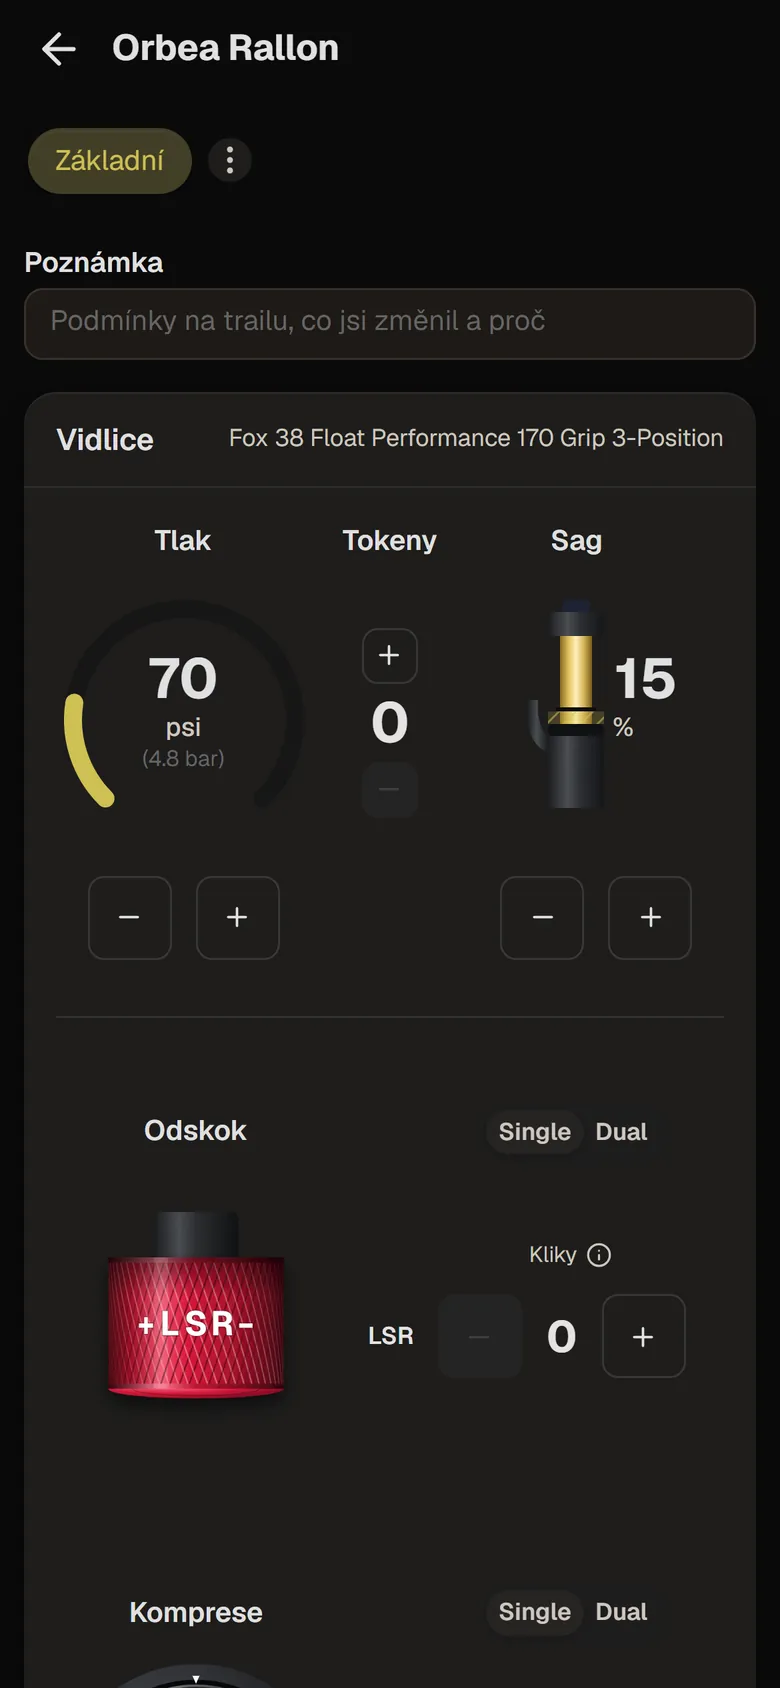 Orbea Rallon
Základní
Poznámka
Podmínky na trailu, co jsi změnil a proč
Vidlice
Fox 38 Float Performance 170 Grip 3-Position
Tlak
Tokeny
Sag
70
psi
(4.8 bar)
+
0
−
15
%
− +
− +
Odskok
Single Dual
+LSR-
Kliky
LSR − 0 +
Komprese
Single Dual